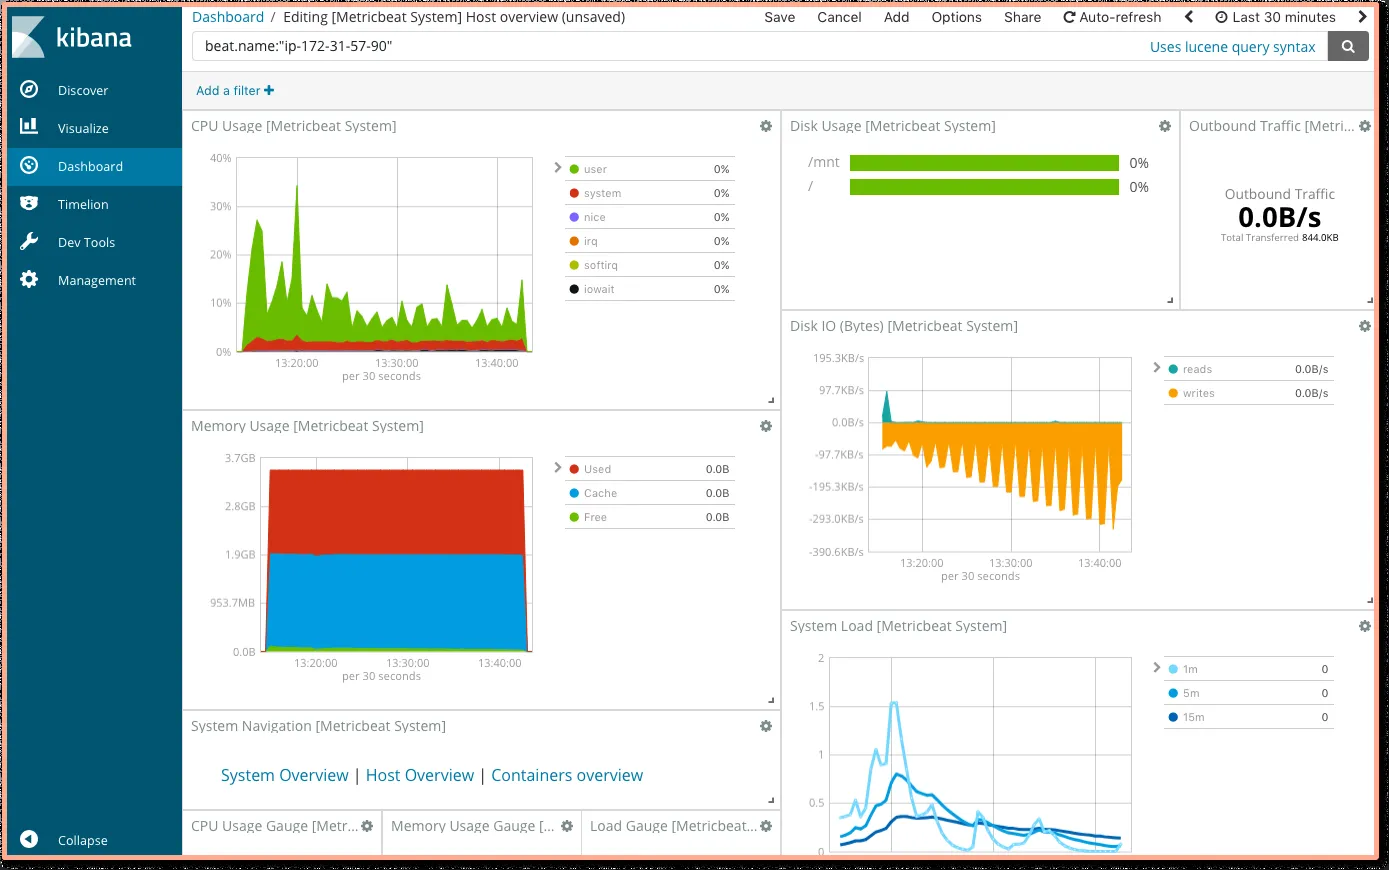 kibana
Discover
Visualize
Dashboard
Timelion
Dev Tools
Management
Collapse
Dashboard / Editing [Metricbeat System] Host overview (unsaved)
Save Cancel Add Options Share Auto-refresh Last 30 minutes
beat.name:"ip-172-31-57-90"
Uses lucene query syntax
Add a filter
CPU Usage [Metricbeat System]
40%
30%
20%
10%
0%
13:20:00 13:30:00 13:40:00
per 30 seconds
user 0%
system 0%
nice 0%
irq 0%
softirq 0%
iowait 0%
Disk Usage [Metricbeat System]
/mnt 0%
/ 0%
Outbound Traffic [Metri...
Outbound Traffic
0.0B/s
Total Transferred 844.0KB
Memory Usage [Metricbeat System]
3.7GB
2.8GB
1.9GB
953.7MB
0.0B
13:20:00 13:30:00 13:40:00
per 30 seconds
Used 0.0B
Cache 0.0B
Free 0.0B
Disk IO (Bytes) [Metricbeat System]
195.3KB/s
97.7KB/s
0.0B/s
-97.7KB/s
-195.3KB/s
-293.0KB/s
-390.6KB/s
13:20:00 13:30:00 13:40:00
per 30 seconds
reads 0.0B/s
writes 0.0B/s
System Navigation [Metricbeat System]
System Overview | Host Overview | Containers overview
System Load [Metricbeat System]
2
1.5
1
0.5
0
1m 0
5m 0
15m 0
CPU Usage Gauge [Metr...
Memory Usage Gauge [...
Load Gauge [Metricbeat...